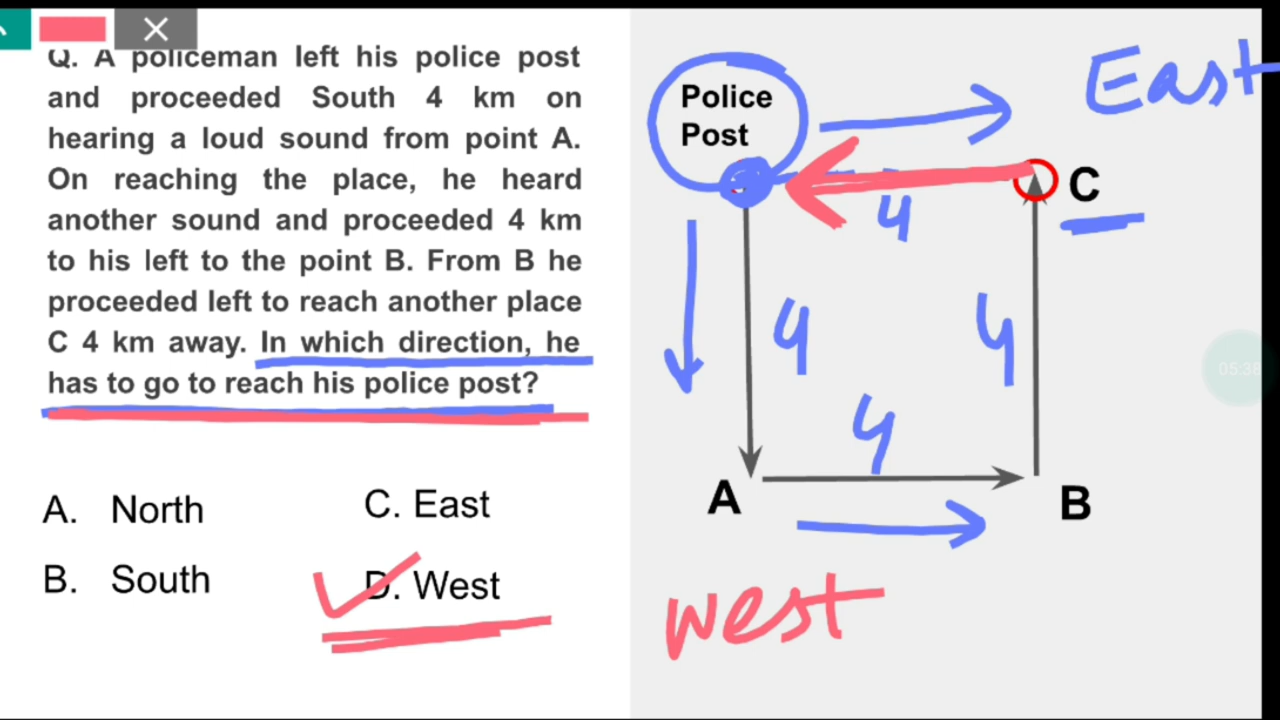 Q. A policeman left his police post
and proceeded South 4 km on
hearing a loud sound from point A.
On reaching the place, he heard
another sound and proceeded 4 km
to his left to the point B. From B he
proceeded left to reach another place
C 4 km away. In which direction, he
has to go to reach his police post?
A. North
C. East
B. South
D. West
Police
Post
East
C
4
4
4
4
A
B
west
05:38